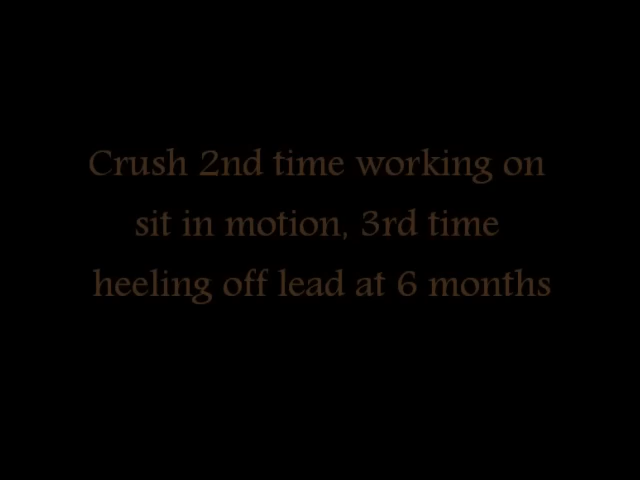 Crush 2nd time working on
sit in motion, 3rd time
heeling off lead at 6 months